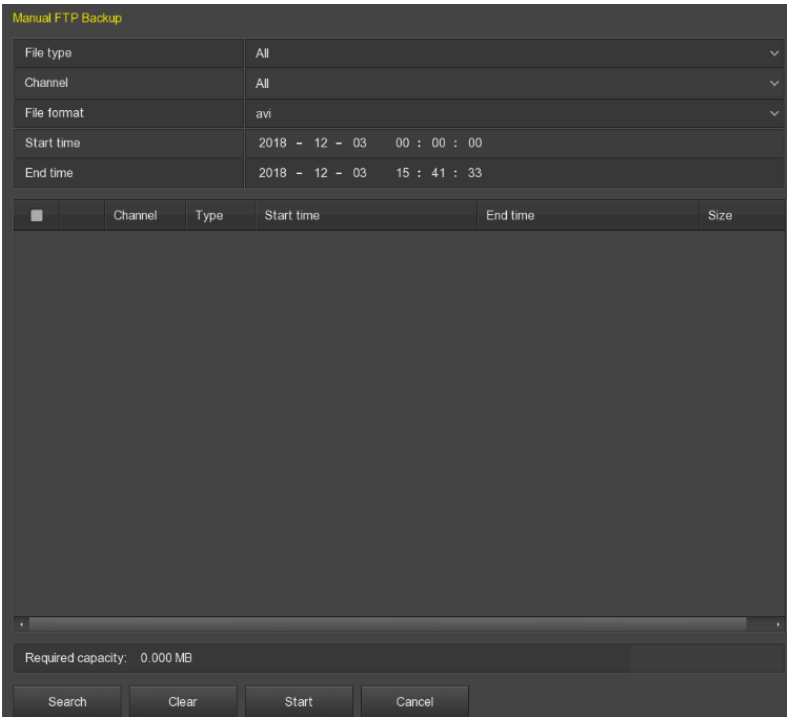 Manual FTP Backup
File type All
Channel All
File format avi
Start time 2018 - 12 - 03 00 : 00 : 00
End time 2018 - 12 - 03 15 : 41 : 33
Channel Type Start time End time Size
Required capacity: 0.000 MB
Search Clear Start Cancel